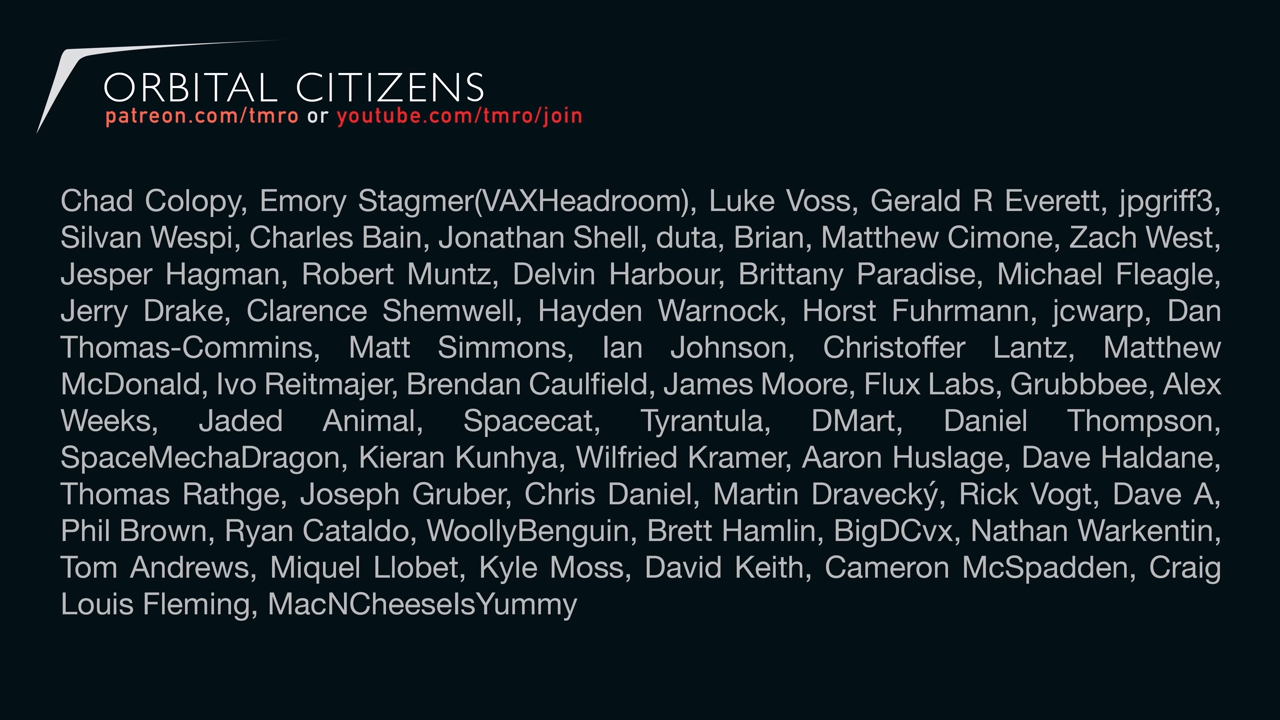 ORBITAL CITIZENS
patreon.com/tmro or youtube.com/tmro/join
Chad Colopy, Emory Stagmer(VAXHeadroom), Luke Voss, Gerald R Everett, jpgriff3,
Silvan Wespi, Charles Bain, Jonathan Shell, duta, Brian, Matthew Cimone, Zach West,
Jesper Hagman, Robert Muntz, Delvin Harbour, Brittany Paradise, Michael Fleagle,
Jerry Drake, Clarence Shemwell, Hayden Warnock, Horst Fuhrmann, jcwarp, Dan
Thomas-Commins, Matt Simmons, Ian Johnson, Christoffer Lantz, Matthew
McDonald, Ivo Reitmajer, Brendan Caulfield, James Moore, Flux Labs, Grubbbee, Alex
Weeks, Jaded Animal, Spacecat, Tyrantula, DMart, Daniel Thompson,
SpaceMechaDragon, Kieran Kunhya, Wilfried Kramer, Aaron Huslage, Dave Haldane,
Thomas Rathge, Joseph Gruber, Chris Daniel, Martin Dravecký, Rick Vogt, Dave A,
Phil Brown, Ryan Cataldo, WoollyBenguin, Brett Hamlin, BigDCvx, Nathan Warkentin,
Tom Andrews, Miquel Llobet, Kyle Moss, David Keith, Cameron McSpadden, Craig
Louis Fleming, MacNCheeseIsYummy